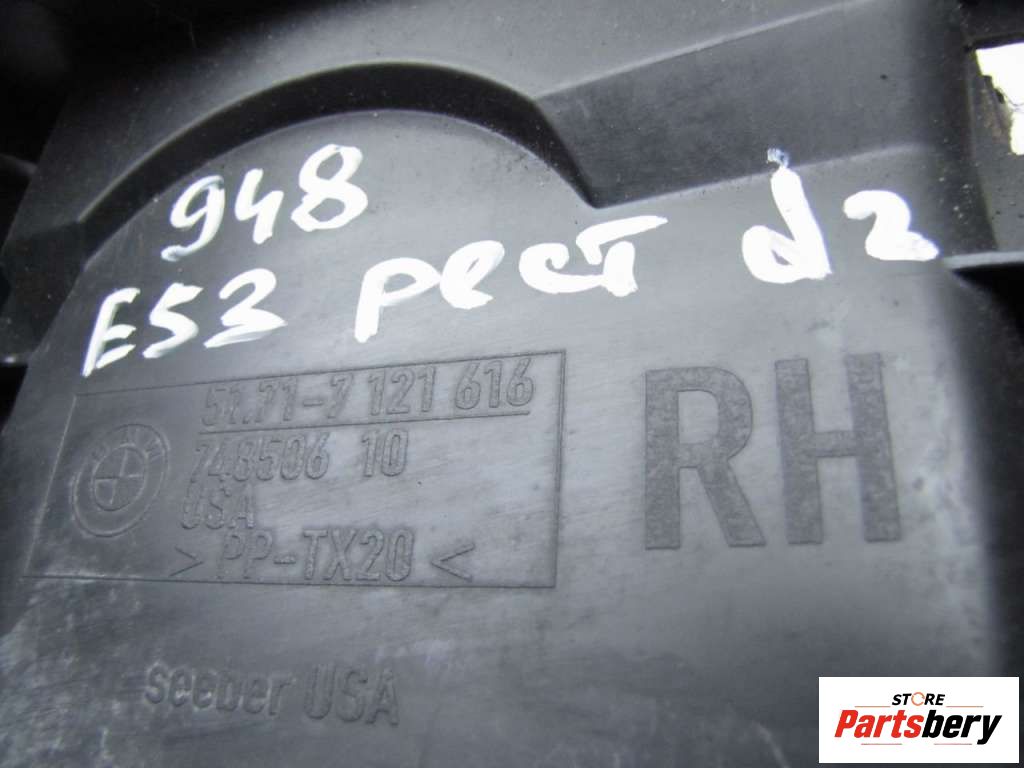 948
E53 рест d2
51.71-7 121 616
748506 10
USA
> PP-TX20 <
RH
seeber USA
STORE
Partsbery